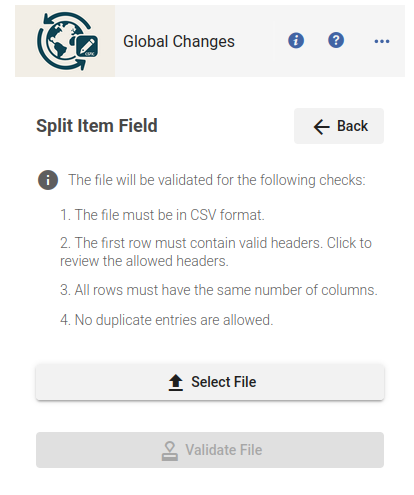 Global Changes
Split Item Field
Back
The file will be validated for the following checks:
1. The file must be in CSV format.
2. The first row must contain valid headers. Click to
review the allowed headers.
3. All rows must have the same number of columns.
4. No duplicate entries are allowed.
Select File
Validate File